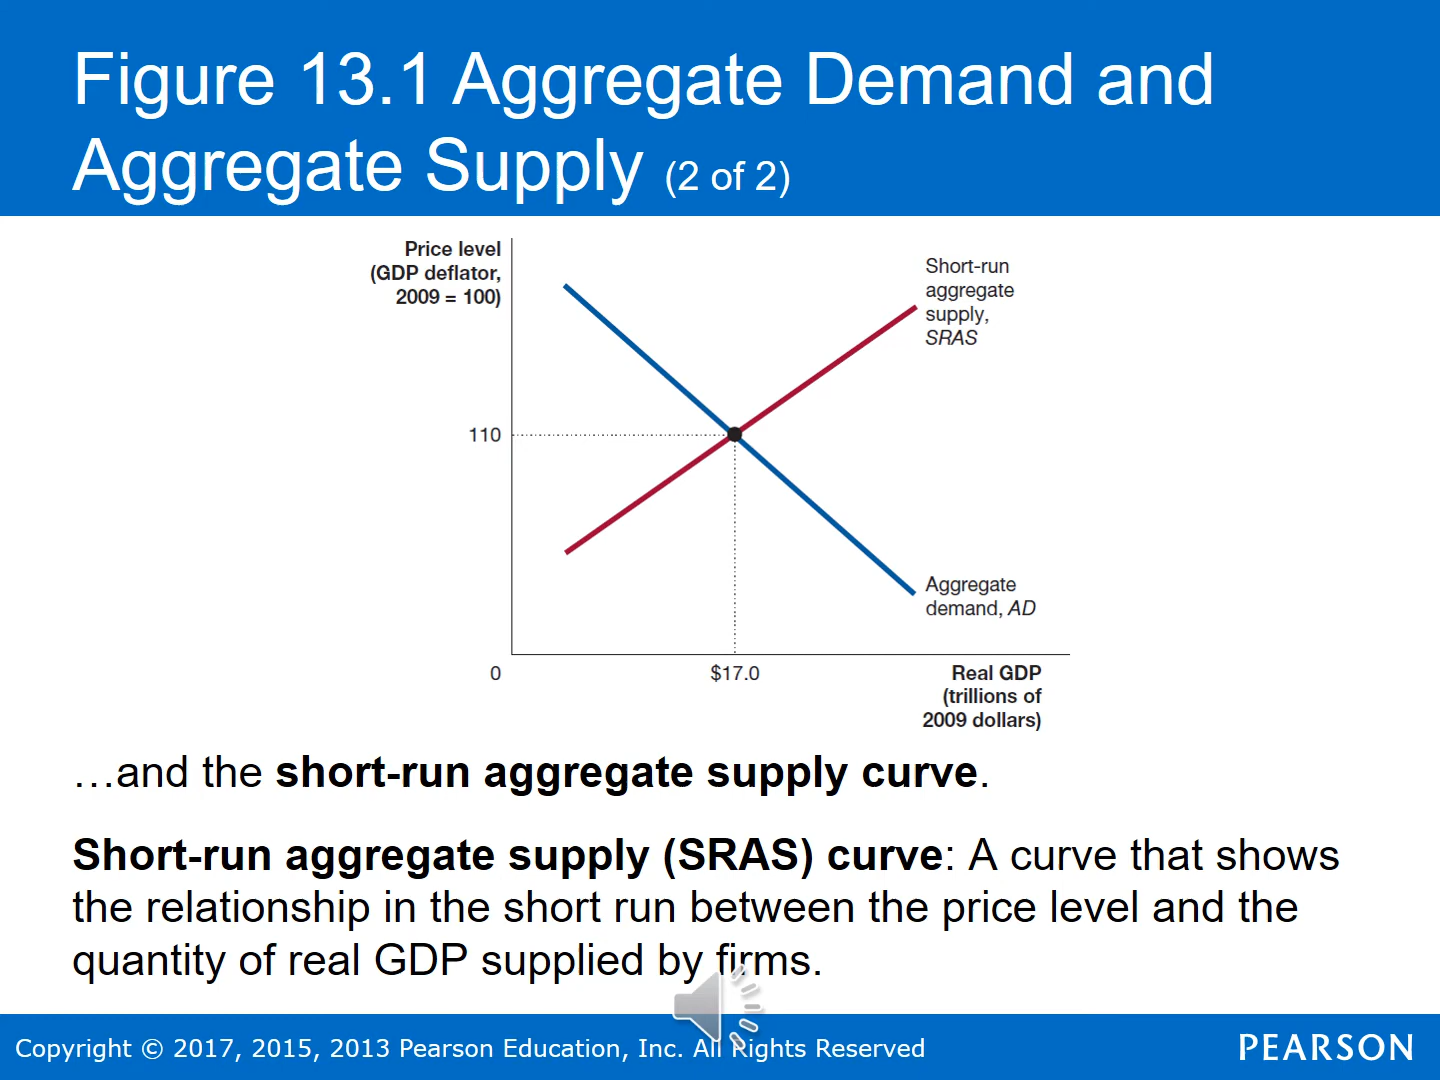 Figure 13.1 Aggregate Demand and
Aggregate Supply (2 of 2)
Price level
(GDP deflator,
2009 = 100)
Short-run
aggregate
supply,
SRAS
110
Aggregate
demand, AD
0
$17.0
Real GDP
(trillions of
2009 dollars)
…and the short-run aggregate supply curve.
Short-run aggregate supply (SRAS) curve: A curve that shows
the relationship in the short run between the price level and the
quantity of real GDP supplied by firms.
Copyright © 2017, 2015, 2013 Pearson Education, Inc. All Rights Reserved
PEARSON